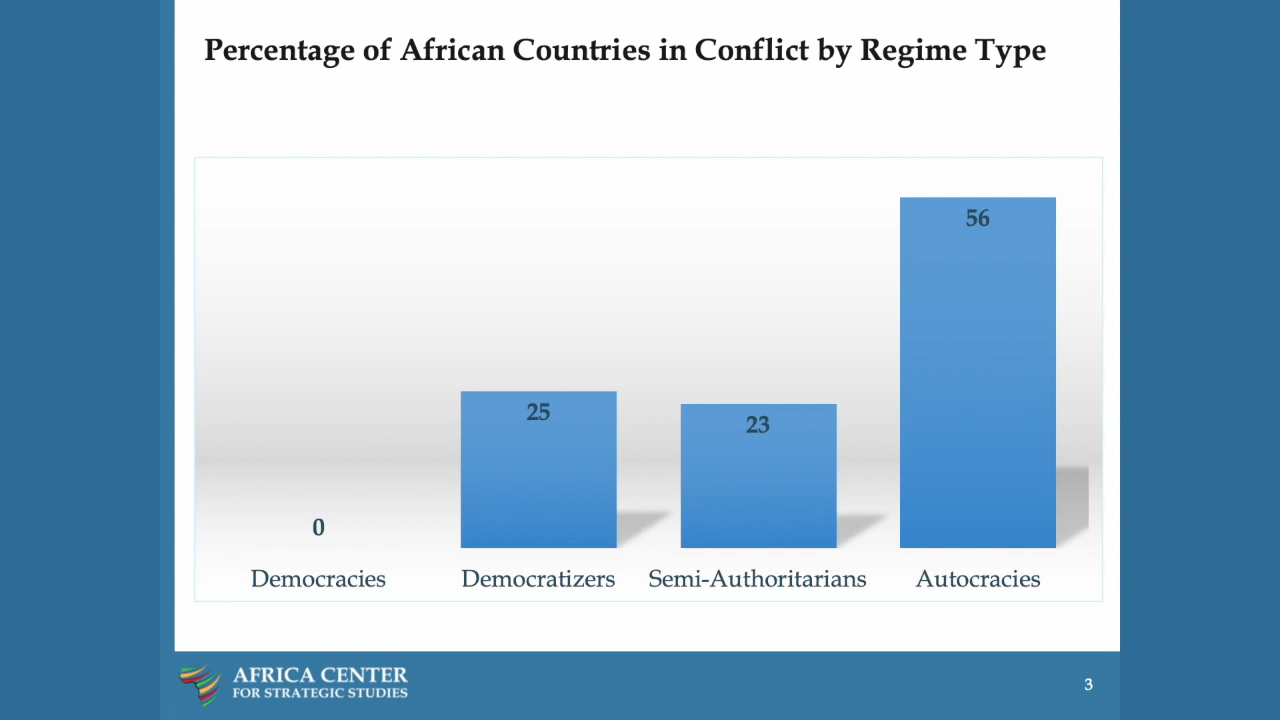 Percentage of African Countries in Conflict by Regime Type
56
25
23
0
Democracies Democratizers Semi-Authoritarians Autocracies
AFRICA CENTER
FOR STRATEGIC STUDIES
3